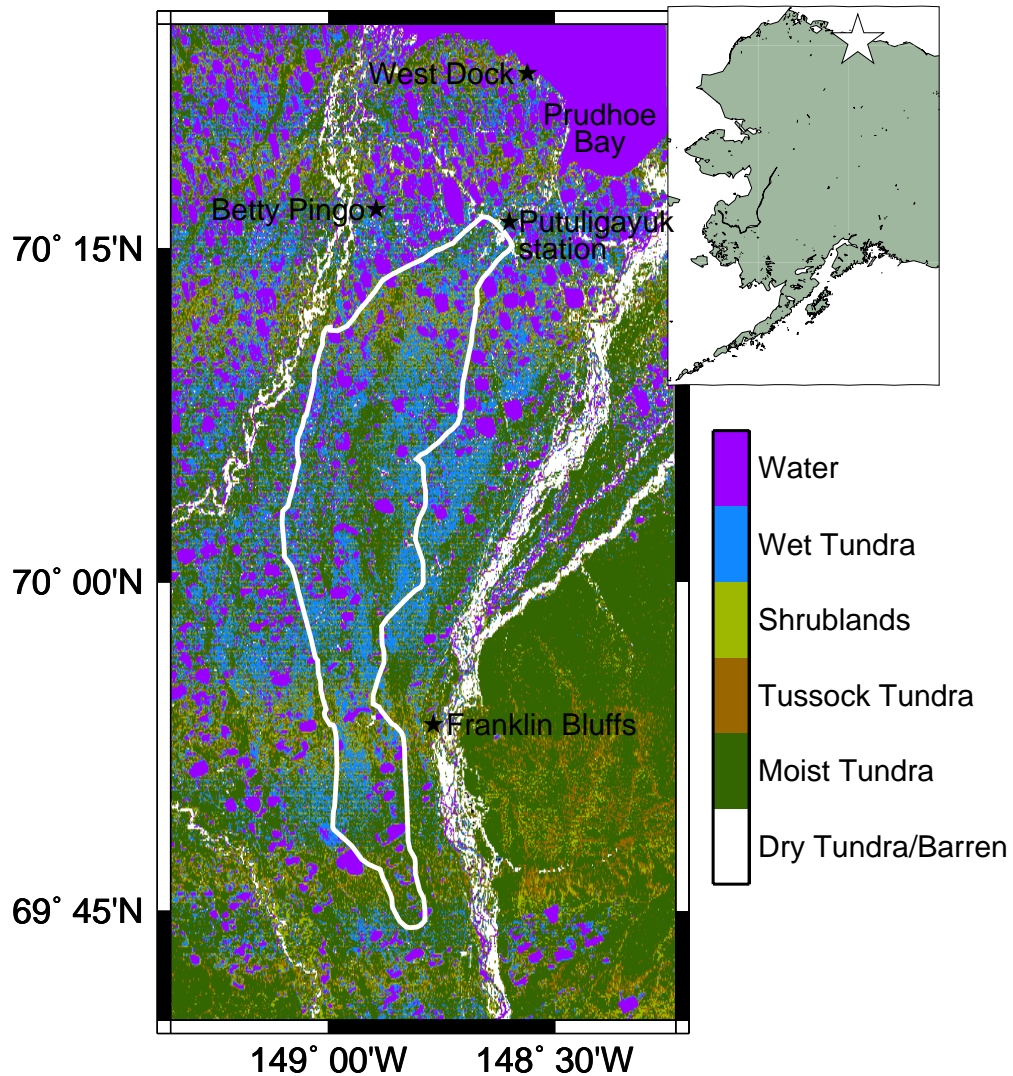 West Dock
Prudhoe
Bay
Betty Pingo
Putuligayuk
station
70° 15'N
70° 00'N
Franklin Bluffs
69° 45'N
149° 00'W
148° 30'W
Water
Wet Tundra
Shrublands
Tussock Tundra
Moist Tundra
Dry Tundra/Barren